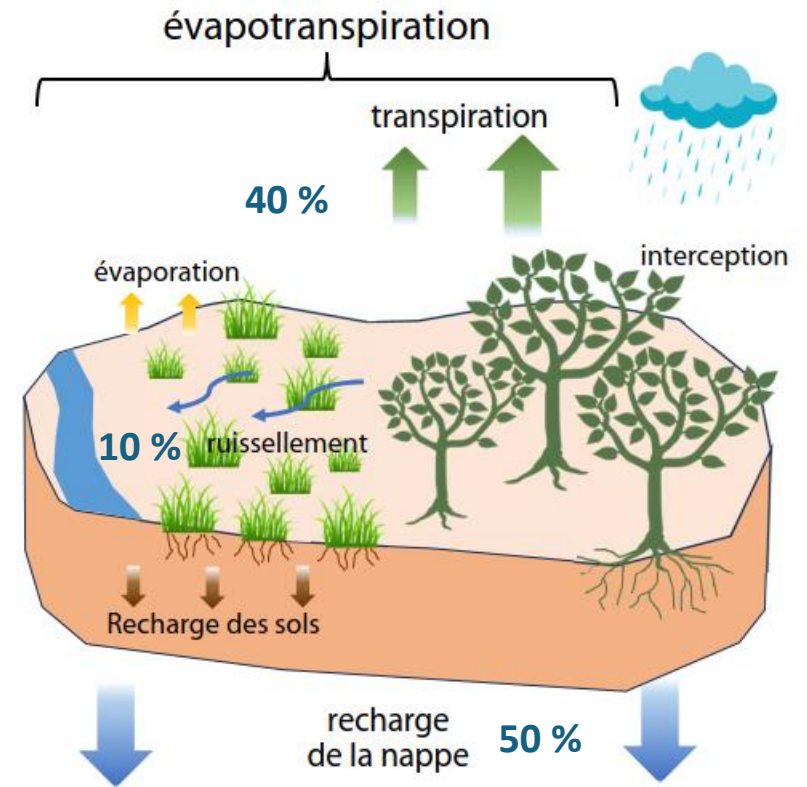 évapotranspiration
transpiration
40 %
interception
évaporation
10 %
ruissellement
Recharge des sols
recharge
de la nappe
50 %